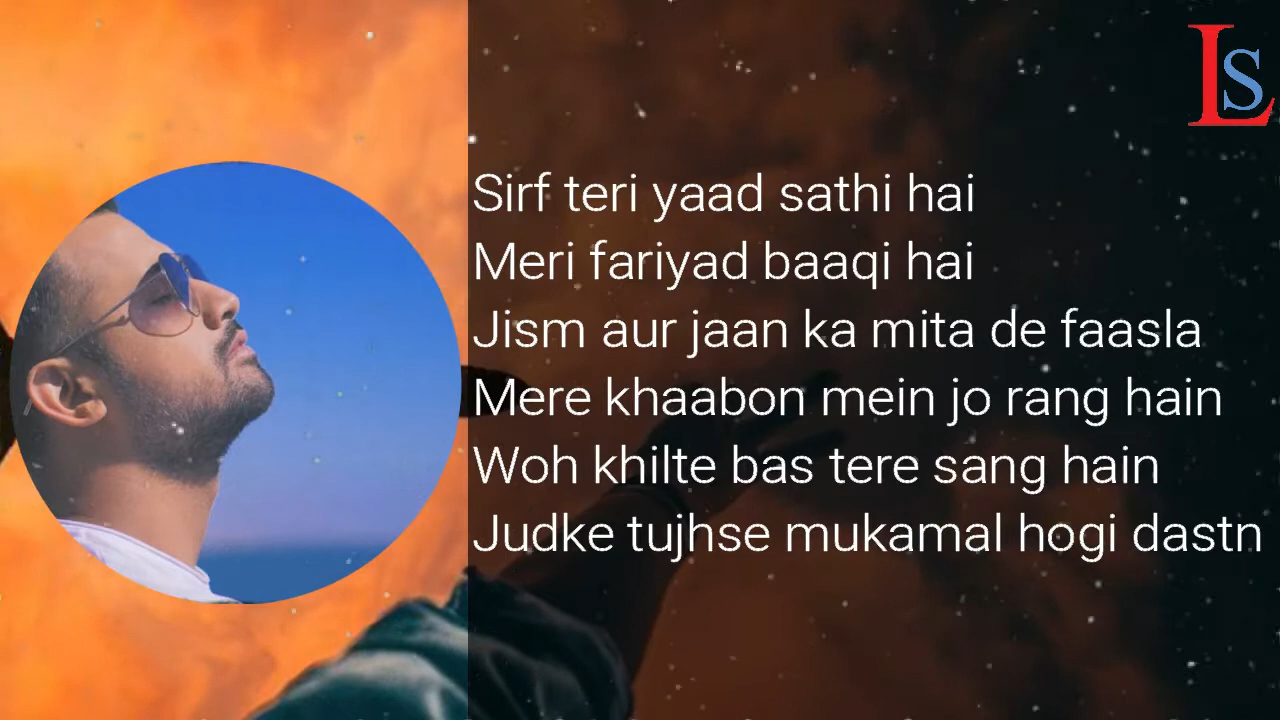 LS
Sirf teri yaad sathi hai
Meri fariyad baaqi hai
Jism aur jaan ka mita de faasla
Mere khaabon mein jo rang hain
Woh khilte bas tere sang hain
Judke tujhse mukamal hogi dastn